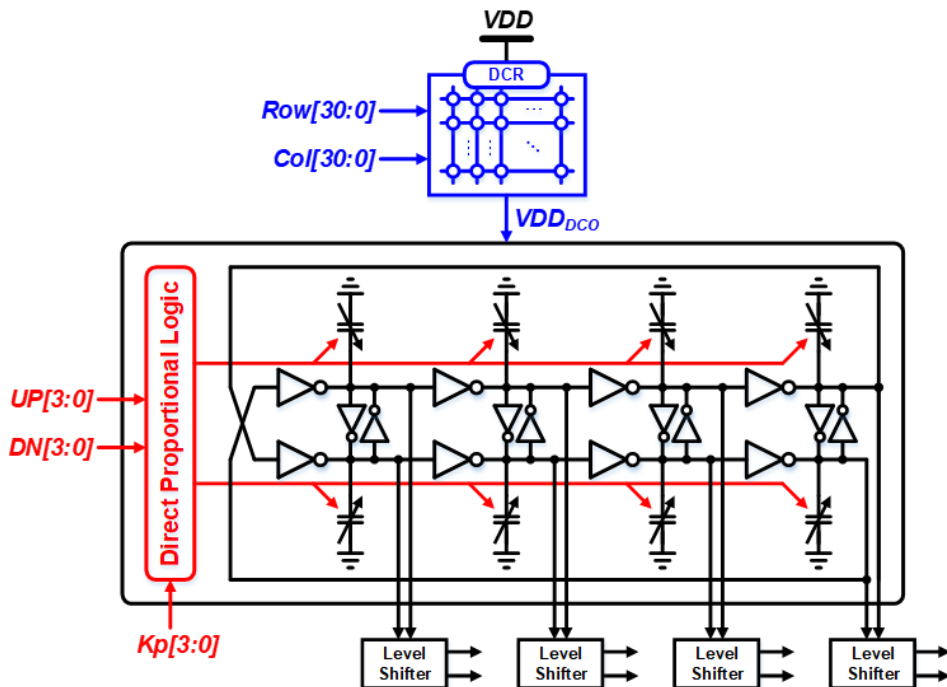 VDD
DCR
Row[30:0]
Col[30:0]
VDD_DCO
Direct Proportional Logic
UP[3:0]
DN[3:0]
Kp[3:0]
Level
Shifter
Level
Shifter
Level
Shifter
Level
Shifter